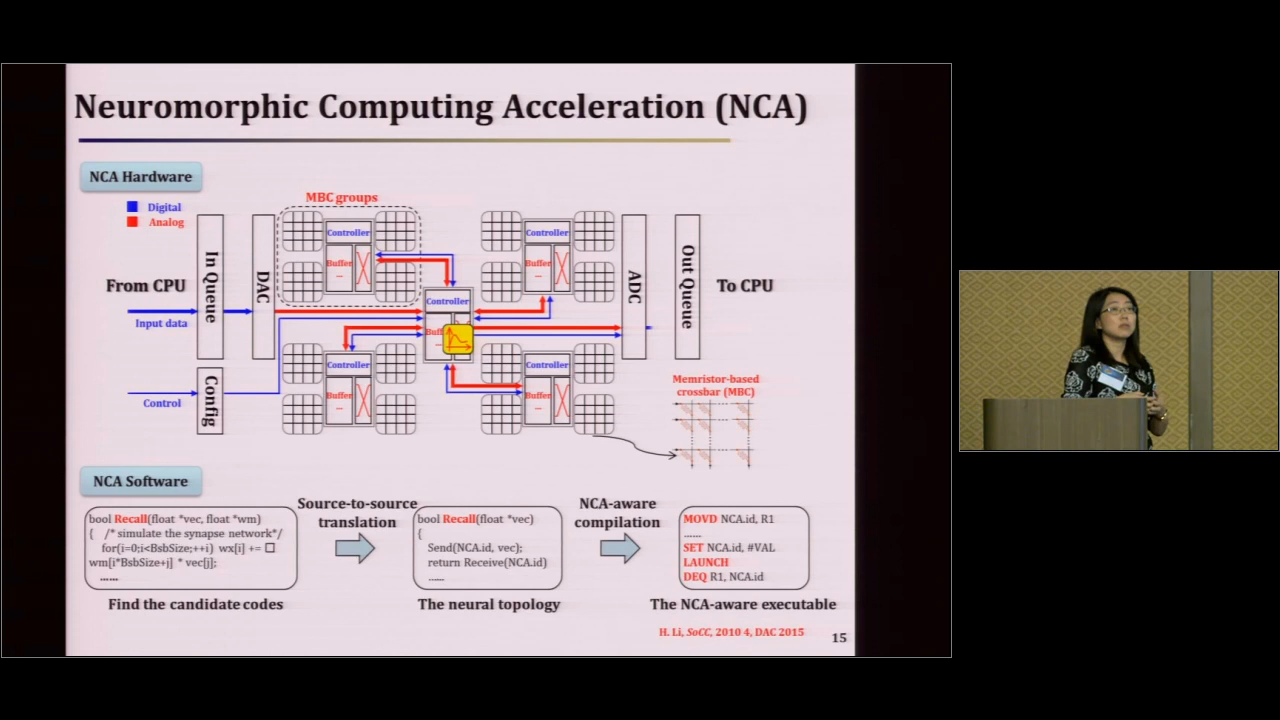 Neuromorphic Computing Acceleration (NCA)
NCA Hardware
Digital
Analog
MBC groups
Controller
Buffer
...
Controller
Buffer
...
From CPU
Input data
Control
In Queue
Config
DAC
Controller
Controller
Buffer
...
Controller
Buffer
...
ADC
Out Queue
To CPU
Memristor-based
crossbar (MBC)
NCA Software
bool Recall(float *vec, float *wm)
{ /* simulate the synapse network*/
for(i=0;i<BsbSize;++i) wx[i] += □
wm[i*BsbSize+j] * vec[j];
......
Find the candidate codes
Source-to-source
translation
bool Recall(float *vec)
{
Send(NCA.id, vec);
return Receive(NCA.id)
......
The neural topology
NCA-aware
compilation
MOVD NCA.id, R1
......
SET NCA.id, #VAL
LAUNCH
DEQ R1, NCA.id
The NCA-aware executable
H. Li, SoCC, 2010 4, DAC 2015
15